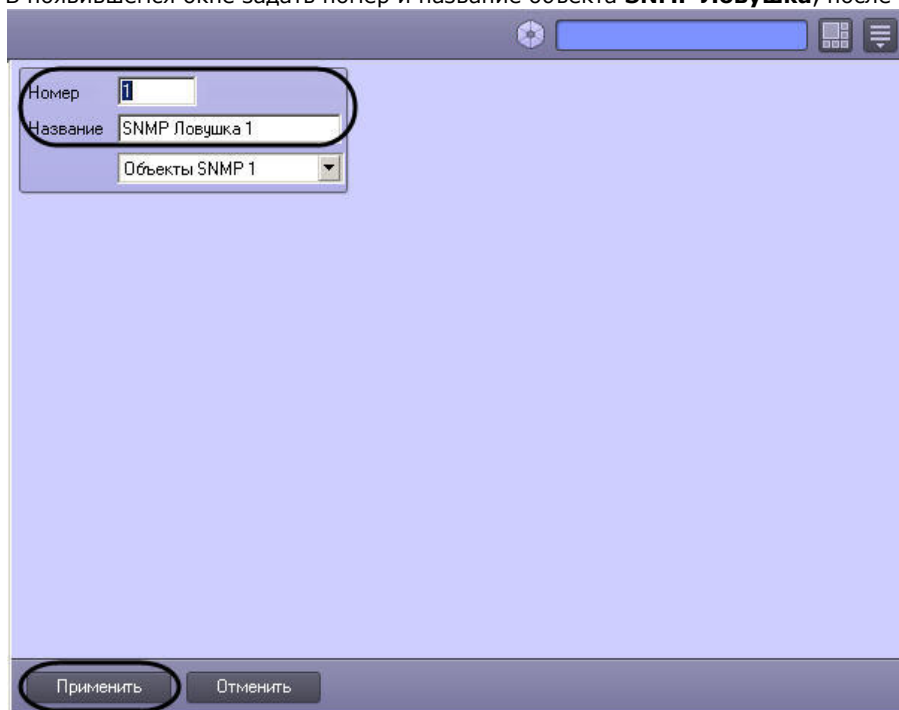 В появившемся окне задать номер и название объекта SNMP Ловушка, после
Номер 1
Название SNMP Ловушка 1
Объекты SNMP 1
Применить Отменить